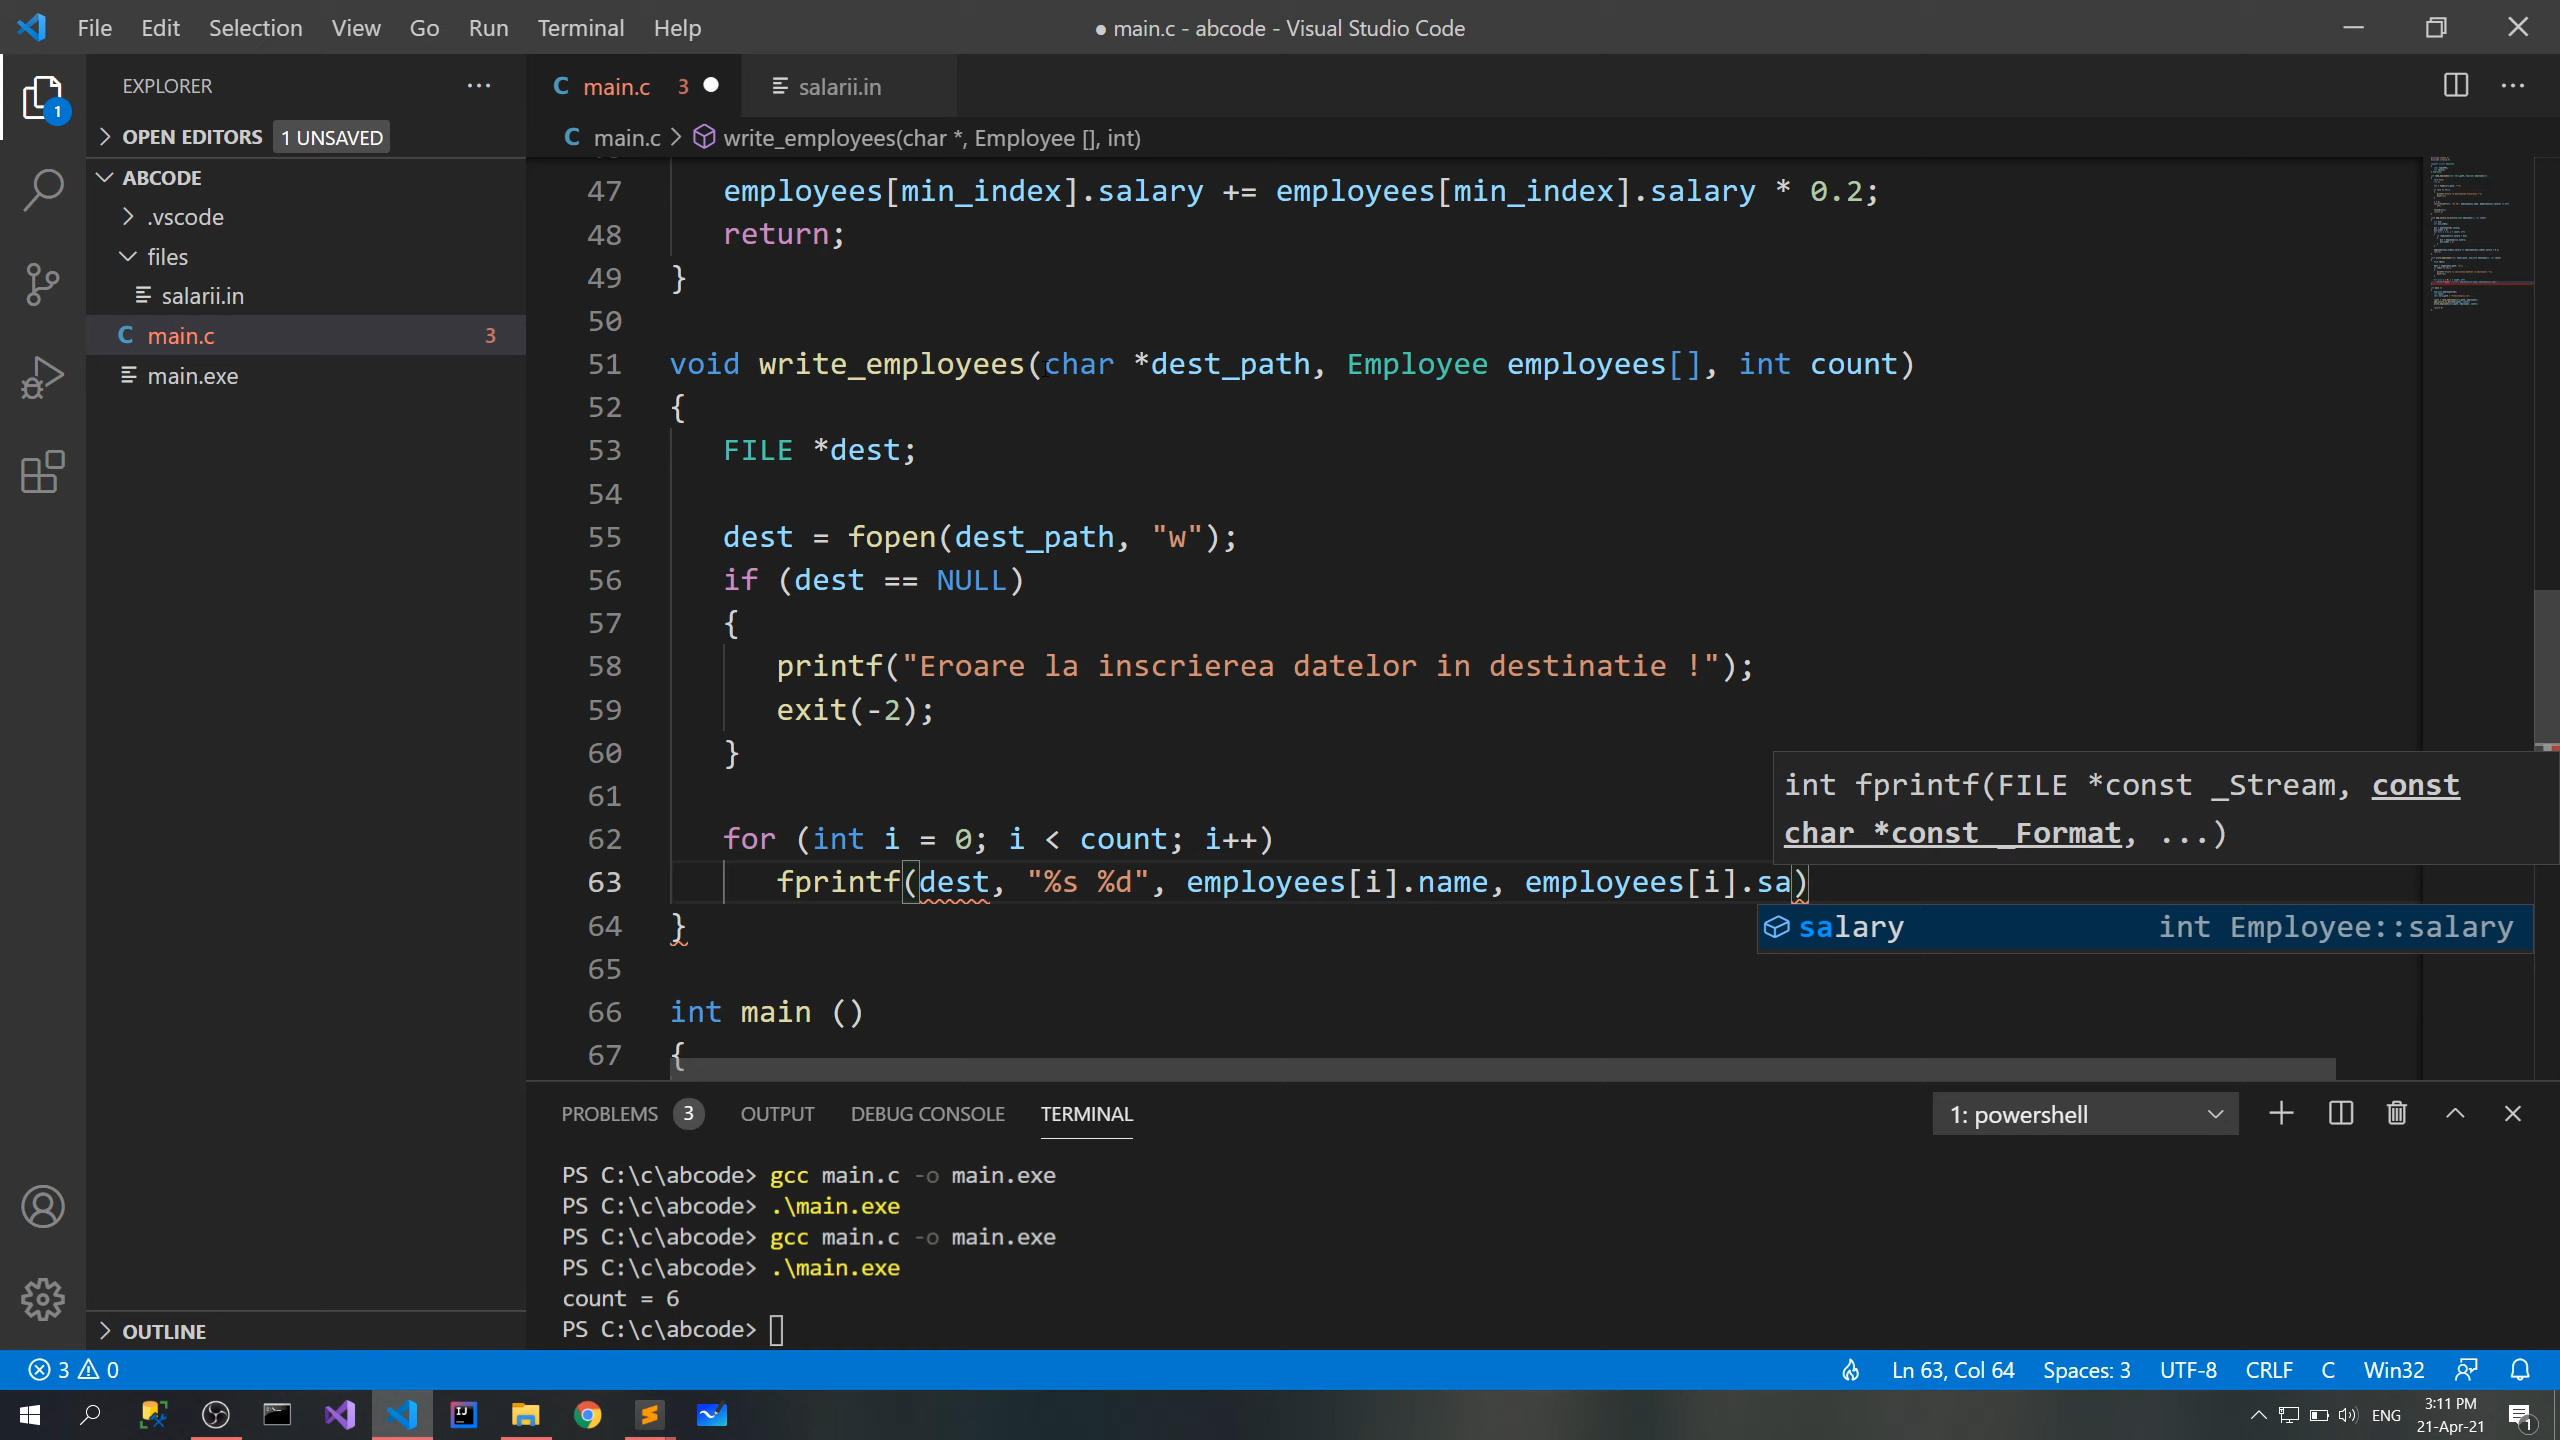 File Edit Selection View Go Run Terminal Help
● main.c - abcode - Visual Studio Code
EXPLORER
1
OPEN EDITORS 1 UNSAVED
ABCODE
.vscode
files
salarii.in
C main.c 3
main.exe
OUTLINE
C main.c 3
salarii.in
C main.c > write_employees(char *, Employee [], int)
47 employees[min_index].salary += employees[min_index].salary * 0.2;
48 return;
49 }
50
51 void write_employees(char *dest_path, Employee employees[], int count)
52 {
53 FILE *dest;
54
55 dest = fopen(dest_path, "w");
56 if (dest == NULL)
57 {
58 printf("Eroare la inscrierea datelor in destinatie !");
59 exit(-2);
60 }
61
62 for (int i = 0; i < count; i++)
63 fprintf(dest, "%s %d", employees[i].name, employees[i].sa)
64 }
65
66 int main ()
67 {
int fprintf(FILE *const _Stream, const
char *const _Format, ...)
salary int Employee::salary
PROBLEMS 3 OUTPUT DEBUG CONSOLE TERMINAL
1: powershell
PS C:\c\abcode> gcc main.c -o main.exe
PS C:\c\abcode> .\main.exe
PS C:\c\abcode> gcc main.c -o main.exe
PS C:\c\abcode> .\main.exe
count = 6
PS C:\c\abcode>
3 0
Ln 63, Col 64 Spaces: 3 UTF-8 CRLF C Win32
ENG
3:11 PM
21-Apr-21
1